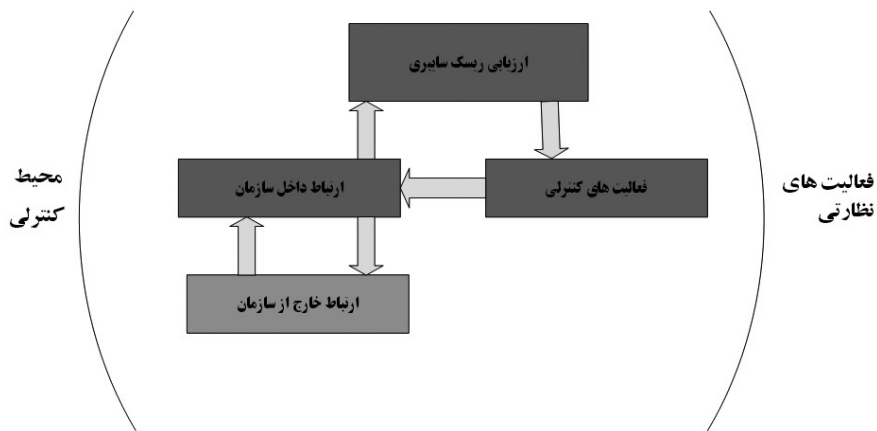 ارزیابی ریسک سایبری
فعالیت های
نظارتی
فعالیت های کنترلی
ارتباط داخل سازمان
محیط
کنترلی
ارتباط خارج از سازمان